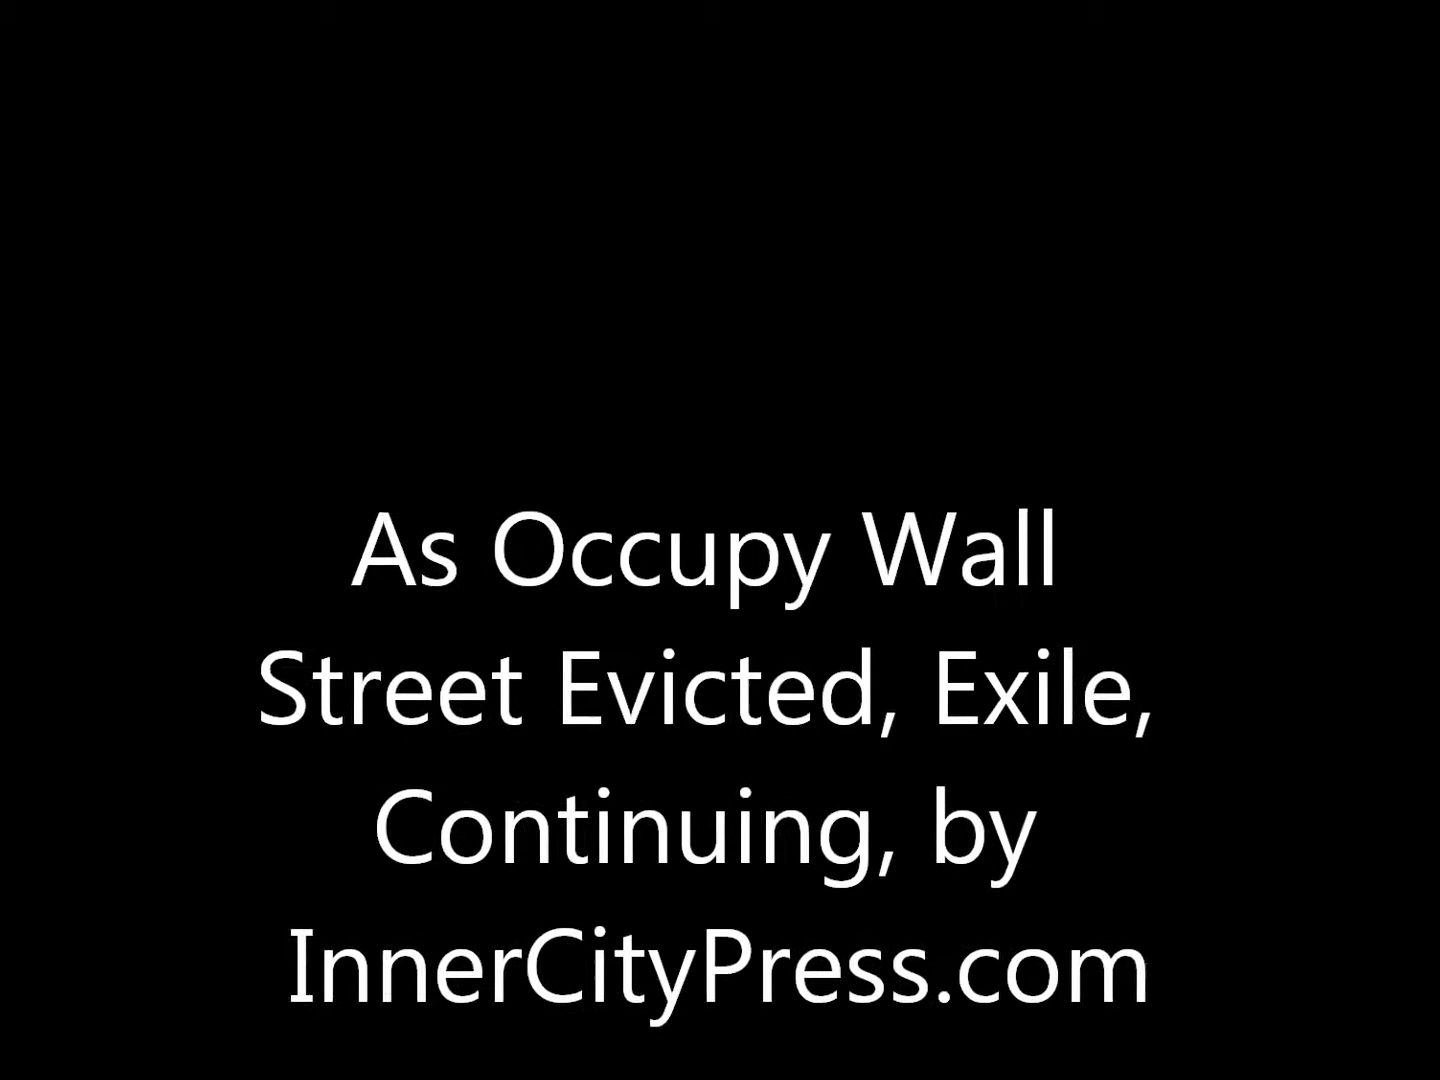 As Occupy Wall
Street Evicted, Exile,
Continuing, by
InnerCityPress.com